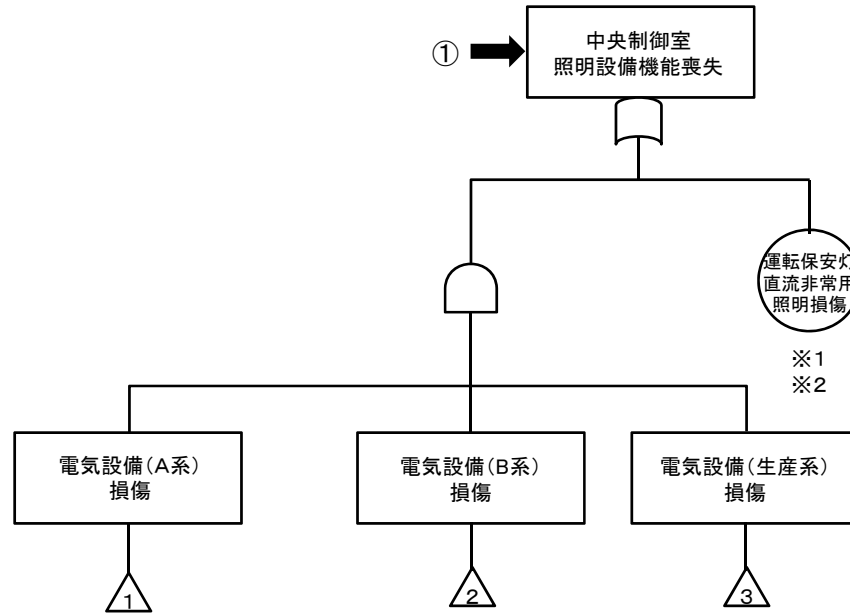 ①
中央制御室
照明設備機能喪失
運転保安灯
直流非常用
照明損傷
※1
※2
電気設備(A系)
損傷
電気設備(B系)
損傷
電気設備(生産系)
損傷
1
2
3